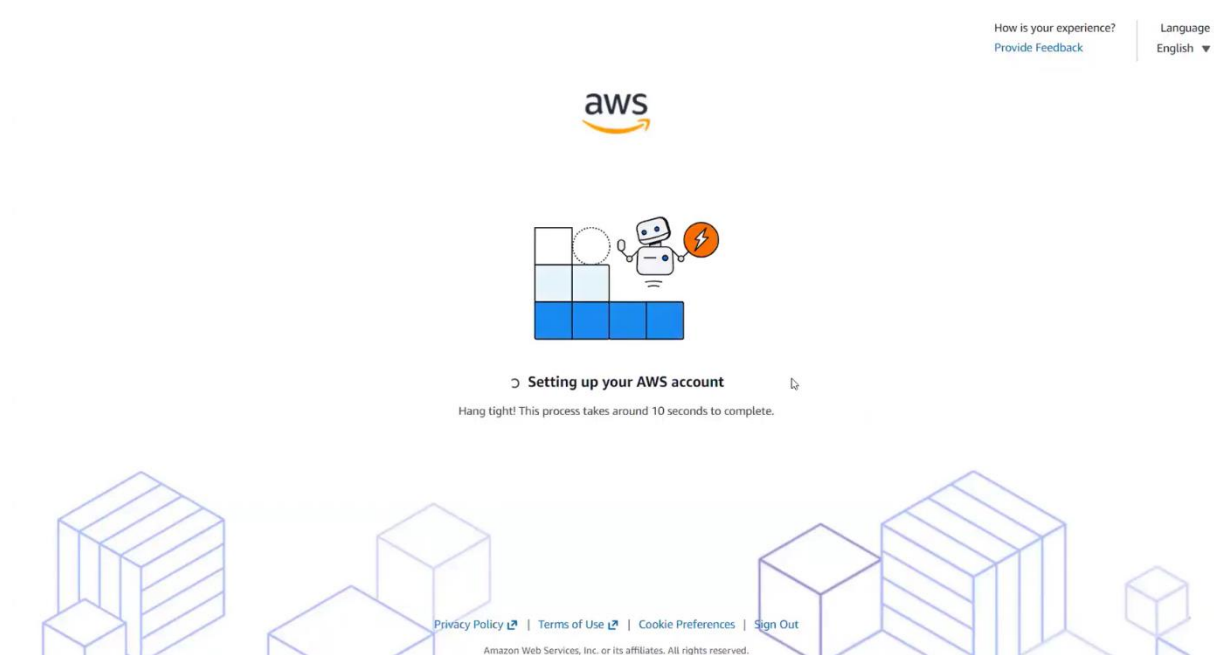 How is your experience?
Provide Feedback
Language
English
aws
Setting up your AWS account
Hang tight! This process takes around 10 seconds to complete.
Privacy Policy | Terms of Use | Cookie Preferences | Sign Out
Amazon Web Services, Inc. or its affiliates. All rights reserved.